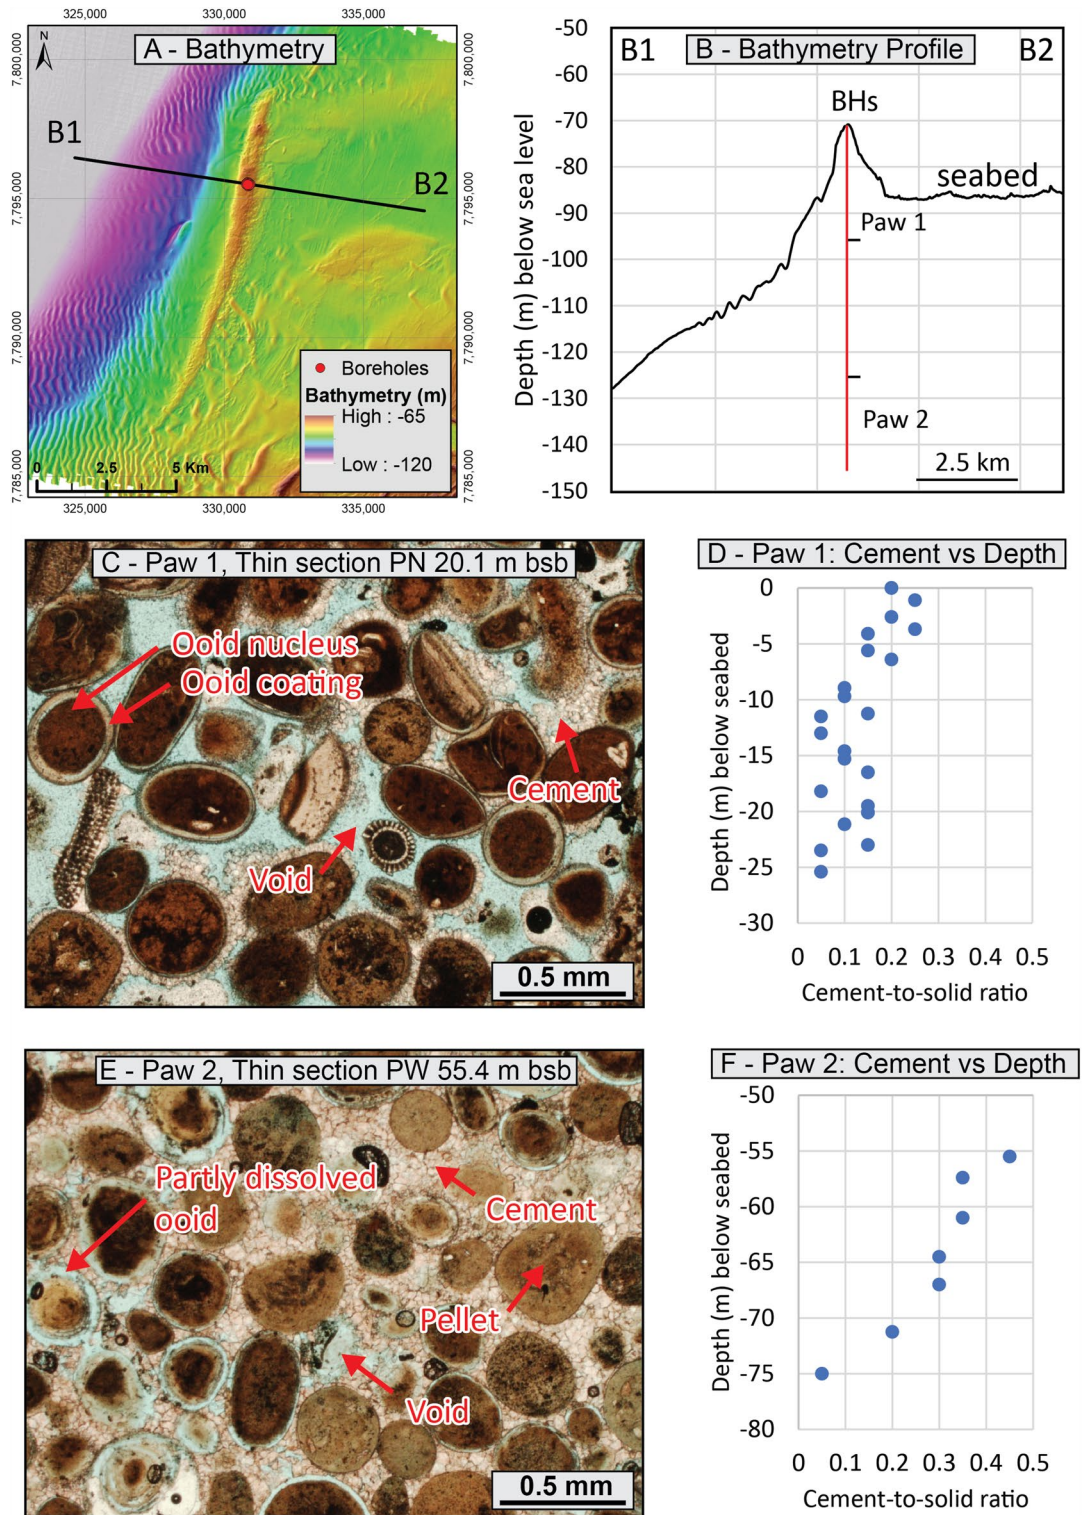 325,000 330,000 335,000
A - Bathymetry
N
7,800,000
7,795,000
7,790,000
7,785,000
7,800,000
7,795,000
7,790,000
7,785,000
B1
B2
Boreholes
Bathymetry (m)
High : -65
Low : -120
0 2.5 5 Km
325,000 330,000 335,000
B1 B - Bathymetry Profile B2
Depth (m) below sea level
-50
-60
-70
-80
-90
-100
-110
-120
-130
-140
-150
BHs
seabed
Paw 1
Paw 2
2.5 km
C - Paw 1, Thin section PN 20.1 m bsb
Ooid nucleus
Ooid coating
Cement
Void
0.5 mm
D - Paw 1: Cement vs Depth
Depth (m) below seabed
0
-5
-10
-15
-20
-25
-30
0 0.1 0.2 0.3 0.4 0.5
Cement-to-solid ratio
E - Paw 2, Thin section PW 55.4 m bsb
Partly dissolved
ooid
Cement
Pellet
Void
0.5 mm
F - Paw 2: Cement vs Depth
Depth (m) below seabed
-50
-55
-60
-65
-70
-75
-80
0 0.1 0.2 0.3 0.4 0.5
Cement-to-solid ratio